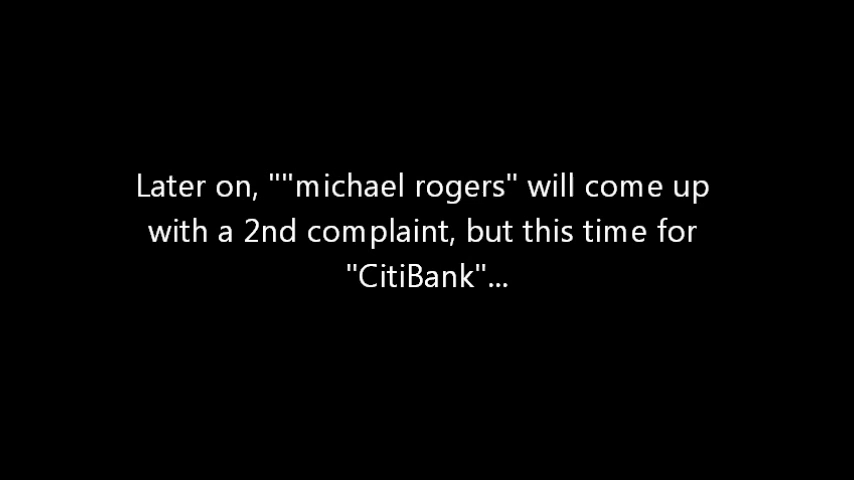 Later on, ""michael rogers" will come up
with a 2nd complaint, but this time for
"CitiBank"...